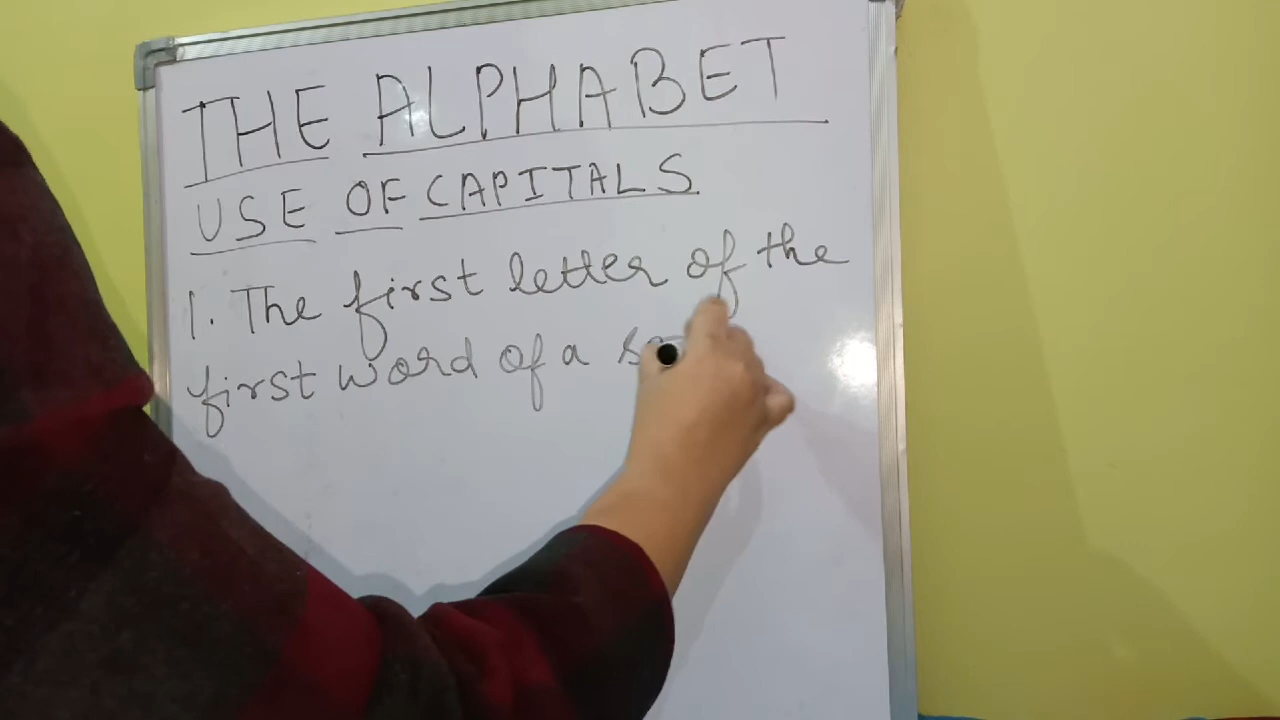 THE ALPHABET
USE OF CAPITALS
1. The first letter of the
first word of a